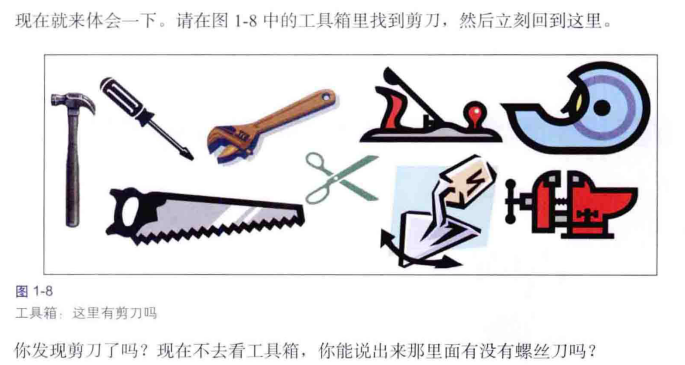 现在就来体会一下。请在图 1-8 中的工具箱里找到剪刀，然后立刻回到这里。
图 1-8
工具箱：这里有剪刀吗
你发现剪刀了吗？现在不去看工具箱，你能说出来那里面有没有螺丝刀吗？